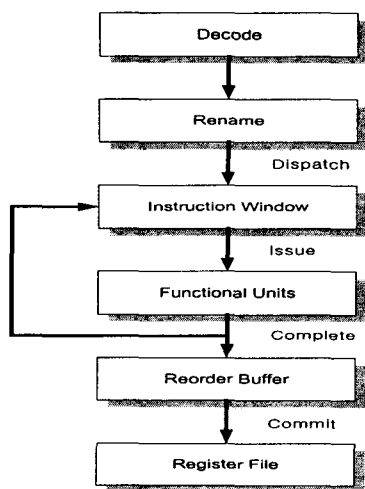 Decode
Rename
Dispatch
Instruction Window
Issue
Functional Units
Complete
Reorder Buffer
Commit
Register File